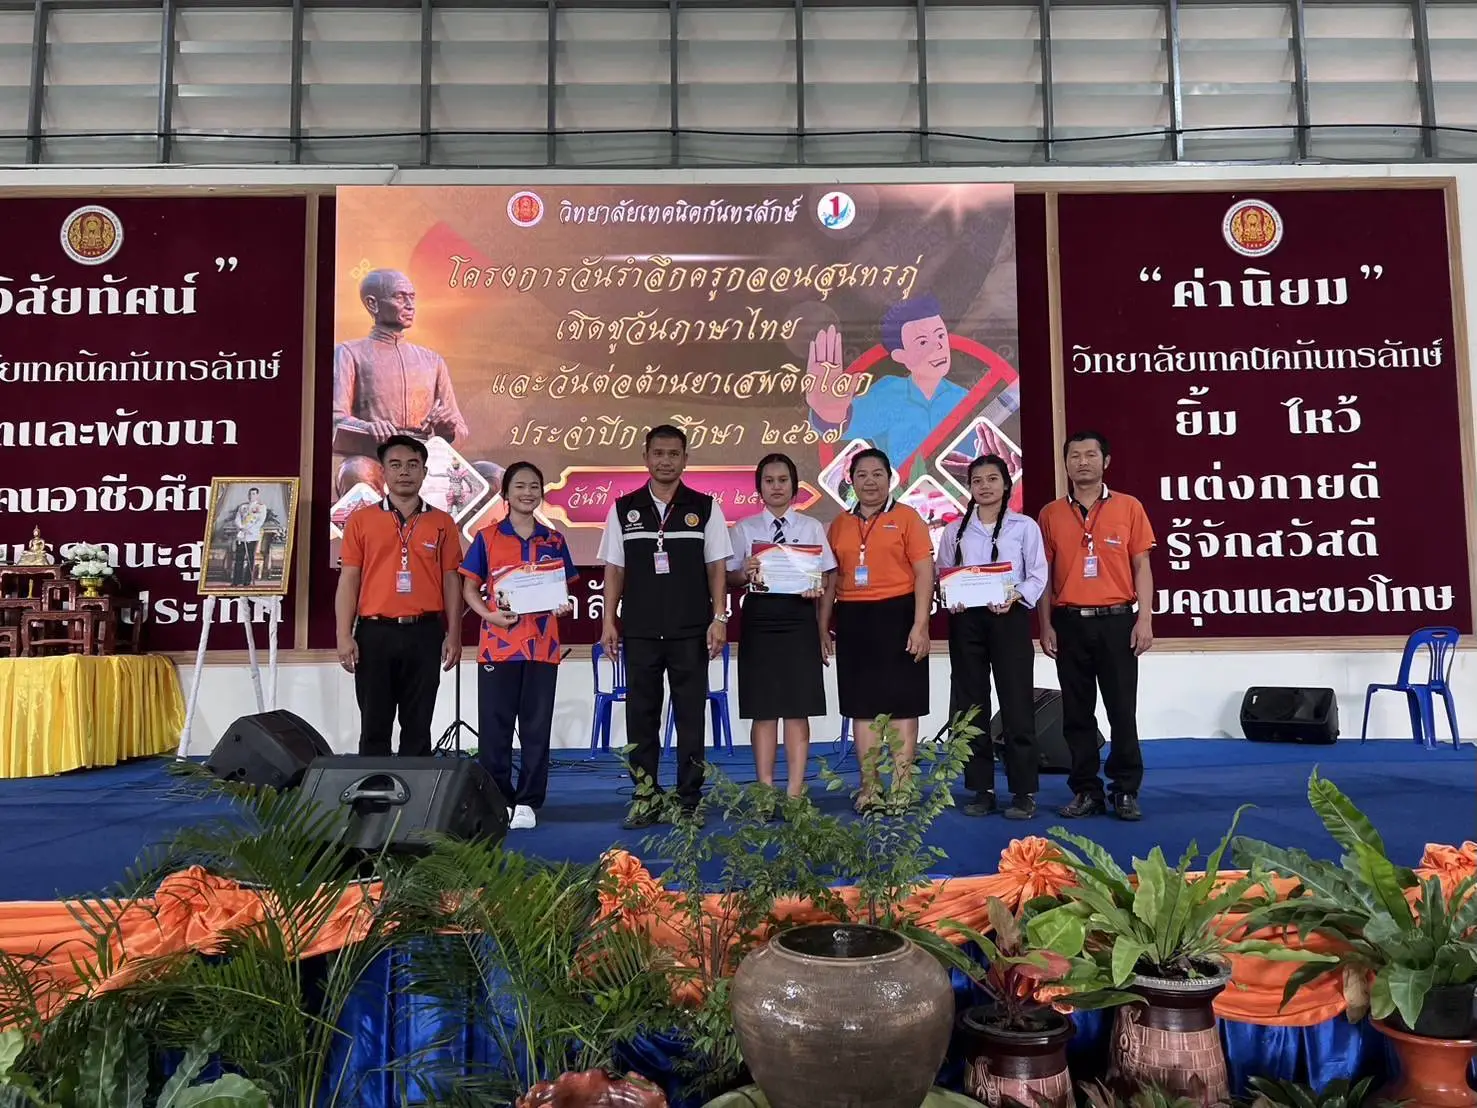 วิทยาลัยเทคนิคกันทรลักษ์
1
โครงการวันรำลึกครูกลอนสุนทรภู่
เชิดชูวันภาษาไทย
และวันต่อต้านยาเสพติดโลก
ประจำปีการศึกษา ๒๕๖๗
วันที่
วิสัยทัศน์ ”
ลัยเทคนิคกันทรลักษ์
และพัฒนา
คนอาชีวศึก
ประเทศ
“ ค่านิยม ”
วิทยาลัยเทคนิคกันทรลักษ์
ยิ้ม ไหว้
แต่งกายดี
รู้จักสวัสดี
ขอบคุณและขอโทษ